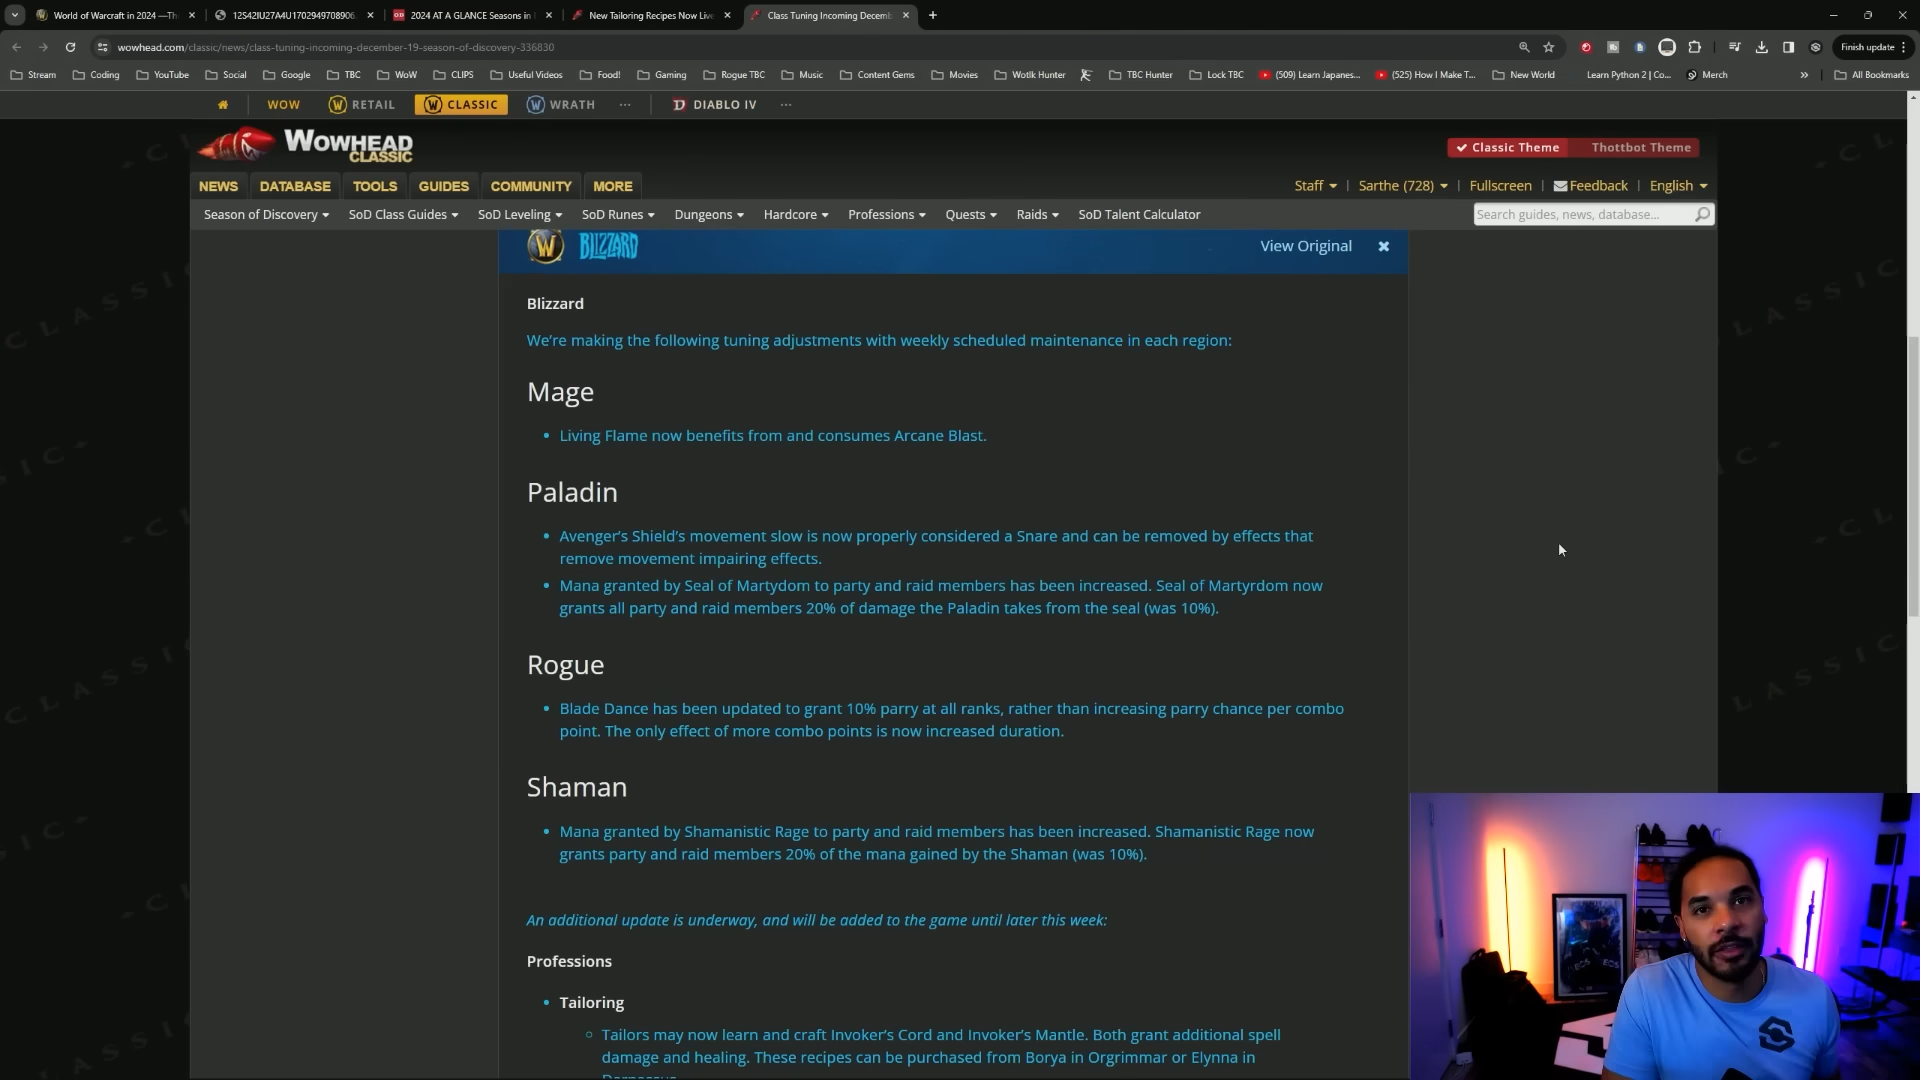 World of Warcraft in 2024 —Th
12S42IU27A4U1702949708906
2024 AT A GLANCE Seasons in
New Tailoring Recipes Now Live
Class Tuning Incoming Decemb
wowhead.com/classic/news/class-tuning-incoming-december-19-season-of-discovery-336830
Finish update
Stream
Coding
YouTube
Social
Google
TBC
WoW
CLIPS
Useful Videos
Food!
Gaming
Rogue TBC
Music
Content Gems
Movies
Wotlk Hunter
TBC Hunter
Lock TBC
(509) Learn Japanes...
(525) How I Make T...
New World
Learn Python 2 | Co...
Merch
»
All Bookmarks
WOW
RETAIL
CLASSIC
WRATH
...
DIABLO IV
...
WOWHEAD
CLASSIC
Classic Theme
Thottbot Theme
NEWS
DATABASE
TOOLS
GUIDES
COMMUNITY
MORE
Staff
Sarthe (728)
Fullscreen
Feedback
English
Season of Discovery
SoD Class Guides
SoD Leveling
SoD Runes
Dungeons
Hardcore
Professions
Quests
Raids
SoD Talent Calculator
Search guides, news, database...
BLIZZARD
View Original
Blizzard
We're making the following tuning adjustments with weekly scheduled maintenance in each region:
Mage
• Living Flame now benefits from and consumes Arcane Blast.
Paladin
• Avenger's Shield's movement slow is now properly considered a Snare and can be removed by effects that
remove movement impairing effects.
• Mana granted by Seal of Martydom to party and raid members has been increased. Seal of Martyrdom now
grants all party and raid members 20% of damage the Paladin takes from the seal (was 10%).
Rogue
• Blade Dance has been updated to grant 10% parry at all ranks, rather than increasing parry chance per combo
point. The only effect of more combo points is now increased duration.
Shaman
• Mana granted by Shamanistic Rage to party and raid members has been increased. Shamanistic Rage now
grants party and raid members 20% of the mana gained by the Shaman (was 10%).
An additional update is underway, and will be added to the game until later this week:
Professions
• Tailoring
○ Tailors may now learn and craft Invoker's Cord and Invoker's Mantle. Both grant additional spell
damage and healing. These recipes can be purchased from Borya in Orgrimmar or Elynna in